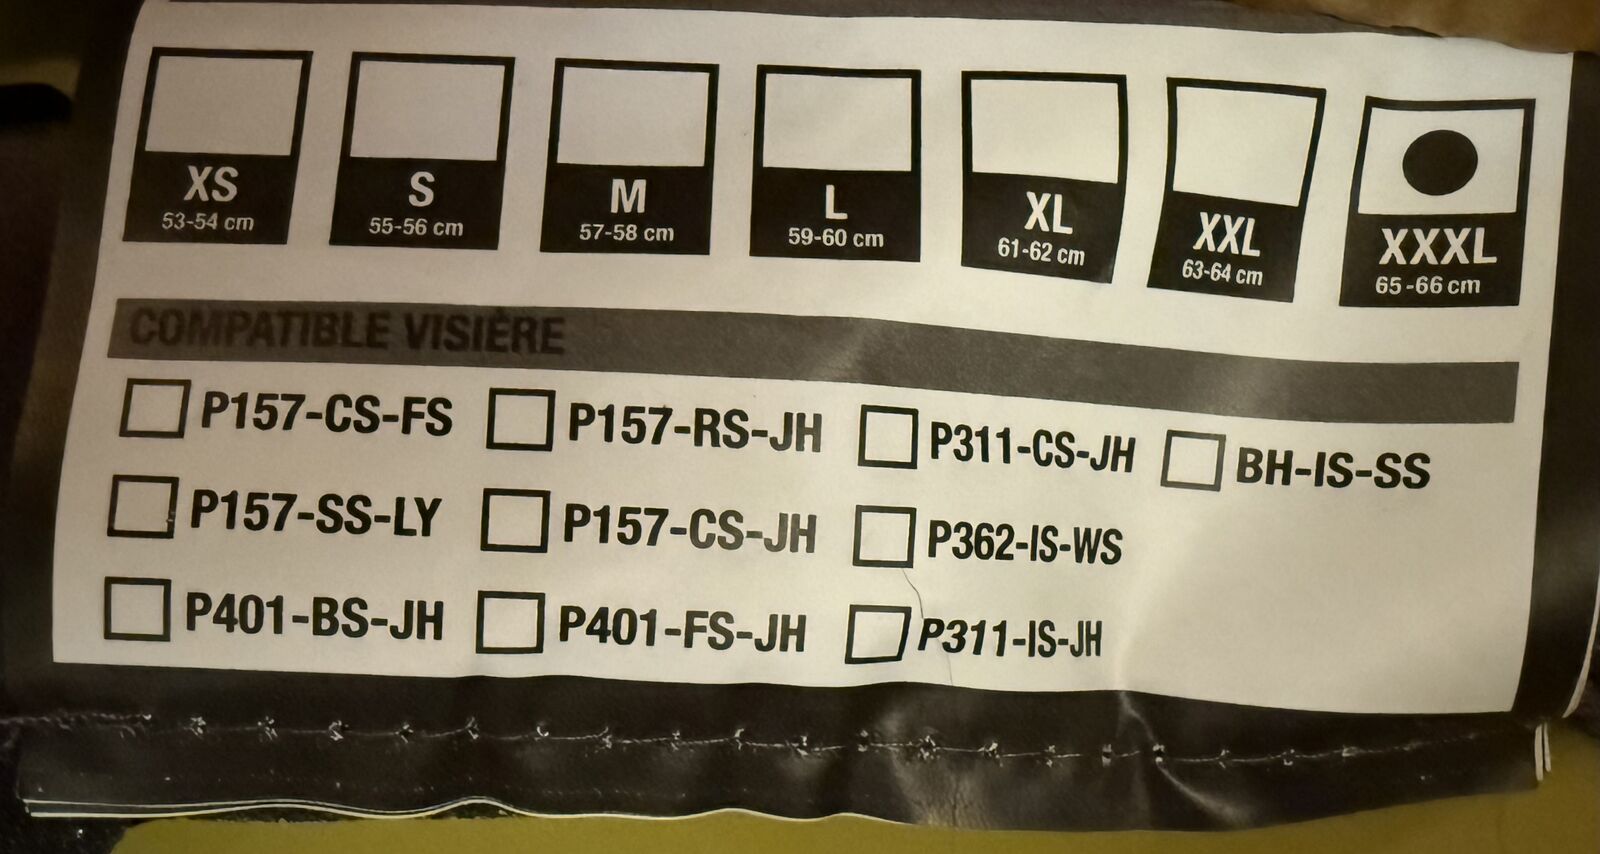 XS S M L XL XXL XXXL
53-54 cm 55-56 cm 57-58 cm 59-60 cm 61-62 cm 63-64 cm 65-66 cm
COMPATIBLE VISIÈRE
P157-CS-FS P157-RS-JH P311-CS-JH BH-IS-SS
P157-SS-LY P157-CS-JH P362-IS-WS
P401-BS-JH P401-FS-JH P311-IS-JH